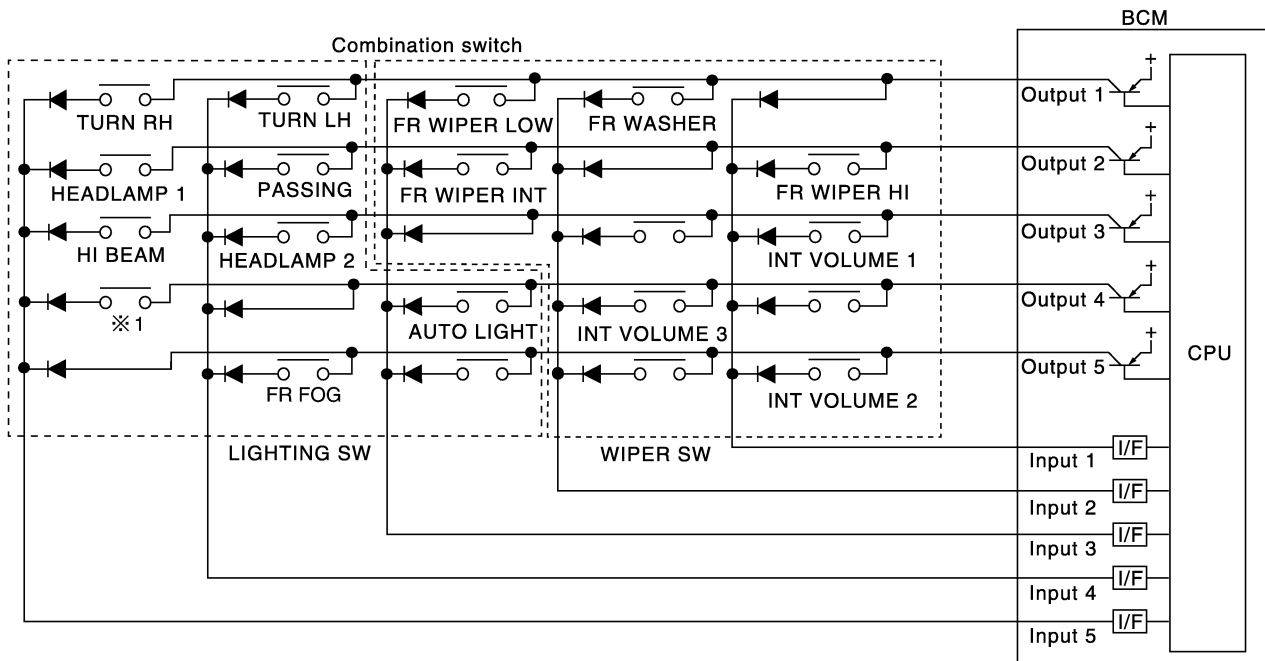 BCM
Combination switch
+
Output 1
TURN RH
TURN LH
FR WIPER LOW
FR WASHER
+
Output 2
HEADLAMP 1
PASSING
FR WIPER INT
FR WIPER HI
+
Output 3
HI BEAM
HEADLAMP 2
INT VOLUME 1
+
Output 4
※1
AUTO LIGHT
INT VOLUME 3
+
CPU
Output 5
FR FOG
INT VOLUME 2
LIGHTING SW
WIPER SW
Input 1
I/F
Input 2
I/F
Input 3
I/F
Input 4
I/F
Input 5
I/F